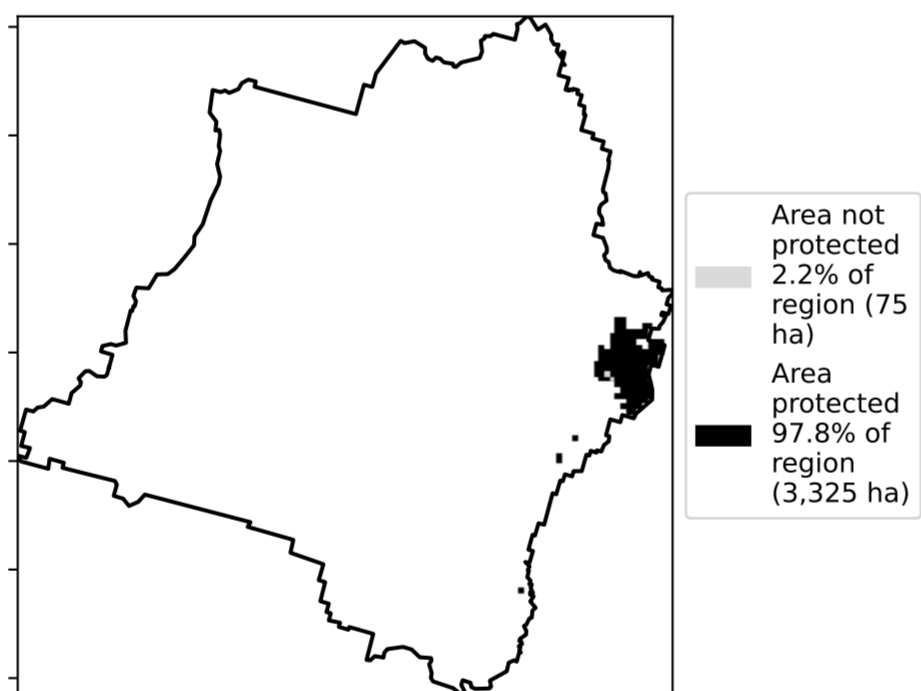 Area not
protected
2.2% of
region (75
ha)
Area
protected
97.8% of
region
(3,325 ha)